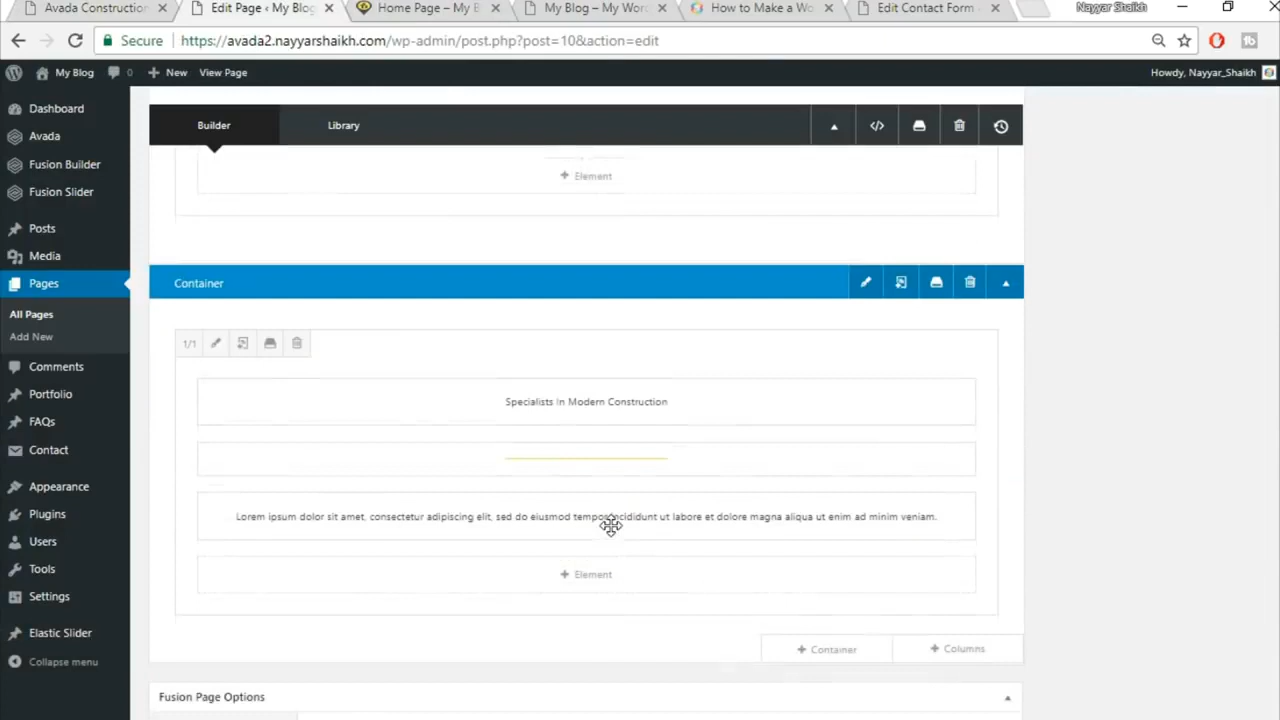 Avada Construction
Edit Page ‹ My Blog
Home Page – My B
My Blog – My Wor
How to Make a Wo
Edit Contact Form
Nayyar Shaikh
Secure
https://avada2.nayyarshaikh.com/wp-admin/post.php?post=10&action=edit
My Blog
0
+ New
View Page
Howdy, Nayyar_Shaikh
Dashboard
Avada
Fusion Builder
Fusion Slider
Posts
Media
Pages
All Pages
Add New
Comments
Portfolio
FAQs
Contact
Appearance
Plugins
Users
Tools
Settings
Elastic Slider
Collapse menu
Builder
Library
</>
+ Element
Container
1/1
Specialists In Modern Construction
Lorem ipsum dolor sit amet, consectetur adipiscing elit, sed do eiusmod tempor incididunt ut labore et dolore magna aliqua ut enim ad minim veniam.
+ Element
+ Container
+ Columns
Fusion Page Options